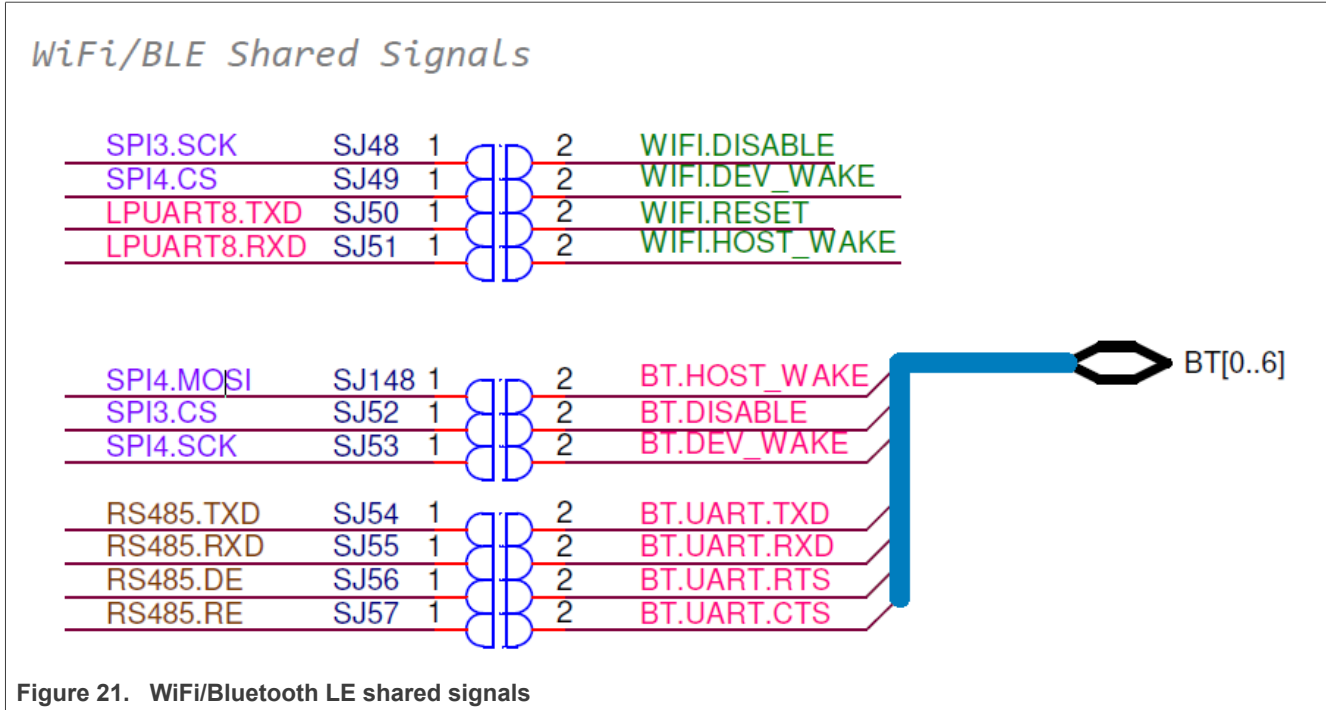 WiFi/BLE Shared Signals
SPI3.SCK SJ48 1 2 WIFI.DISABLE
SPI4.CS SJ49 1 2 WIFI.DEV_WAKE
LPUART8.TXD SJ50 1 2 WIFI.RESET
LPUART8.RXD SJ51 1 2 WIFI.HOST_WAKE
BT[0..6]
SPI4.MOSI SJ148 1 2 BT.HOST_WAKE
SPI3.CS SJ52 1 2 BT.DISABLE
SPI4.SCK SJ53 1 2 BT.DEV_WAKE
RS485.TXD SJ54 1 2 BT.UART.TXD
RS485.RXD SJ55 1 2 BT.UART.RXD
RS485.DE SJ56 1 2 BT.UART.RTS
RS485.RE SJ57 1 2 BT.UART.CTS
Figure 21. WiFi/Bluetooth LE shared signals